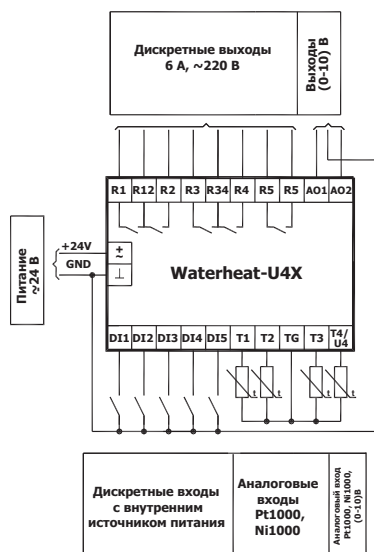 Дискретные выходы
6 А, ~220 В
Выходы
(0-10) В
R1 R12 R2 R3 R34 R4 R5 R5 AO1 AO2
Питание
~24 В
+24V
GND
±
~
⊥
Waterheat-U4X
DI1 DI2 DI3 DI4 DI5 T1 T2 TG T3 T4/
U4
t t t t
Дискретные входы
с внутренним
источником питания
Аналоговые
входы
Pt1000,
Ni1000
Аналоговый вход
Pt1000, Ni1000,
(0-10)В